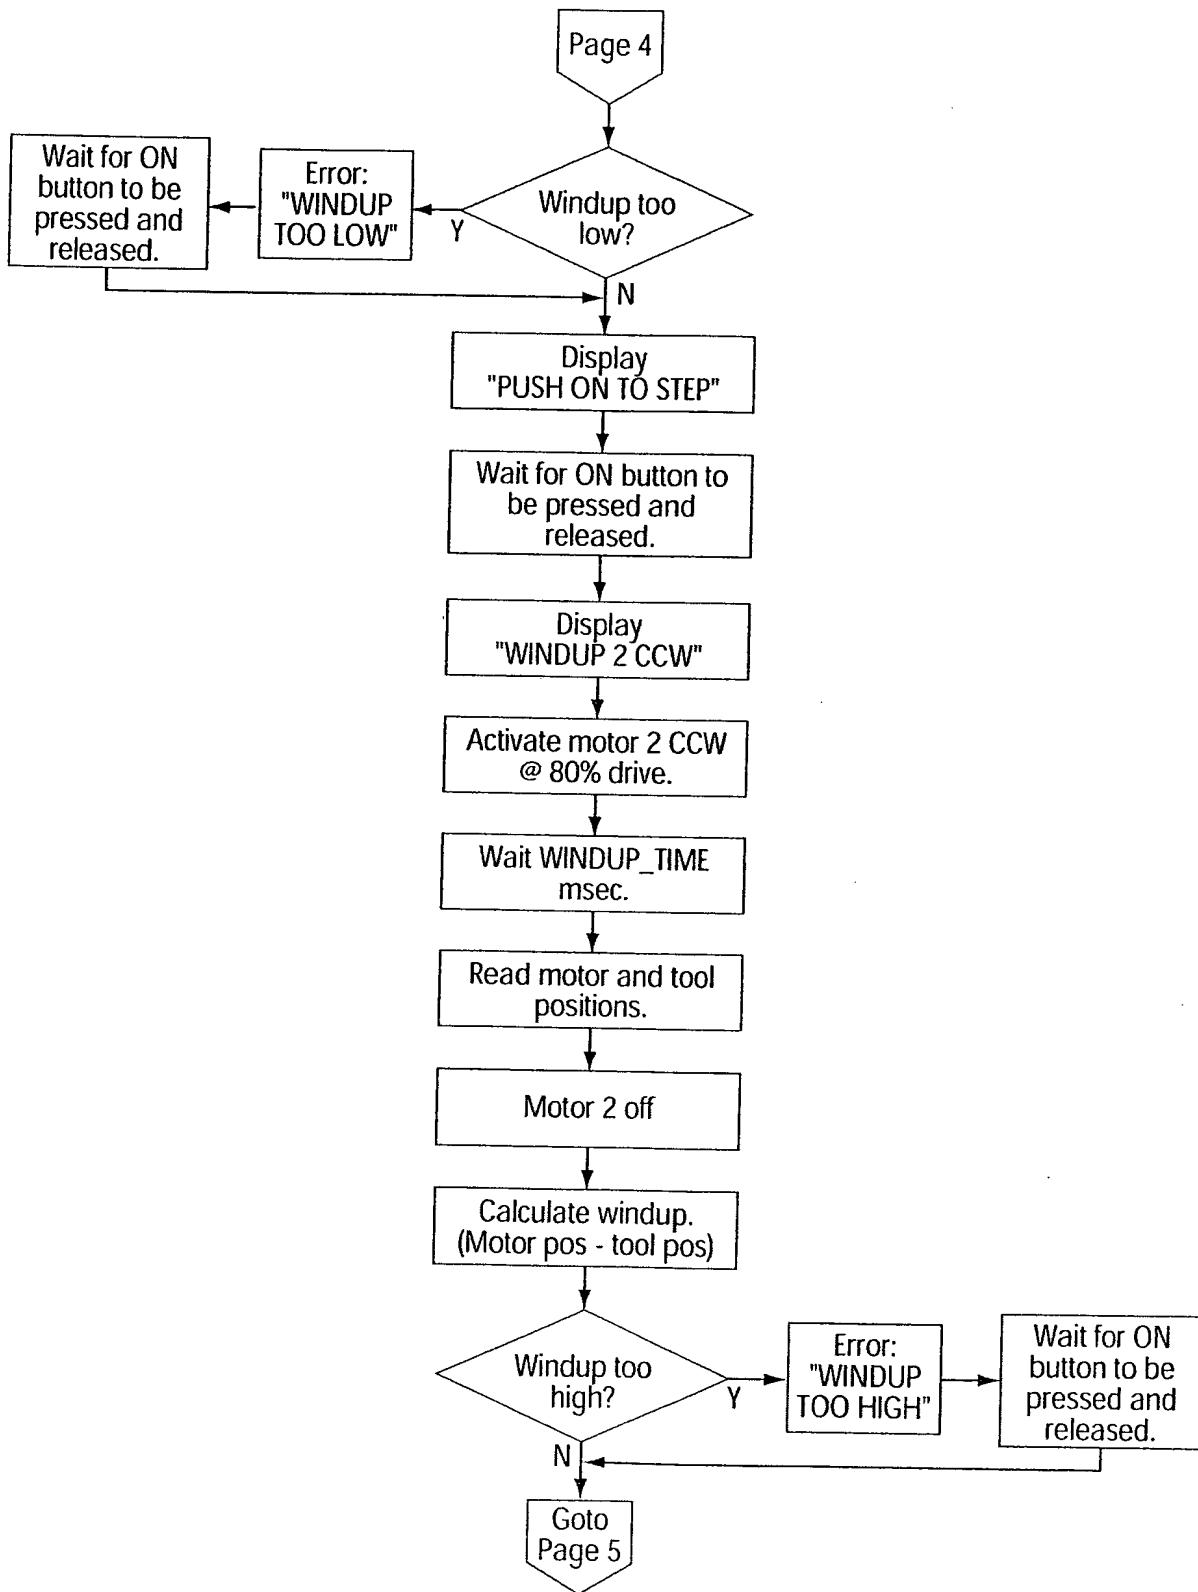 Page 4
Windup too
low?
Y
Error:
"WINDUP
TOO LOW"
Wait for ON
button to be
pressed and
released.
N
Display
"PUSH ON TO STEP"
Wait for ON button to
be pressed and
released.
Display
"WINDUP 2 CCW"
Activate motor 2 CCW
@ 80% drive.
Wait WINDUP_TIME
msec.
Read motor and tool
positions.
Motor 2 off
Calculate windup.
(Motor pos - tool pos)
Windup too
high?
Y
Error:
"WINDUP
TOO HIGH"
Wait for ON
button to be
pressed and
released.
N
Goto
Page 5